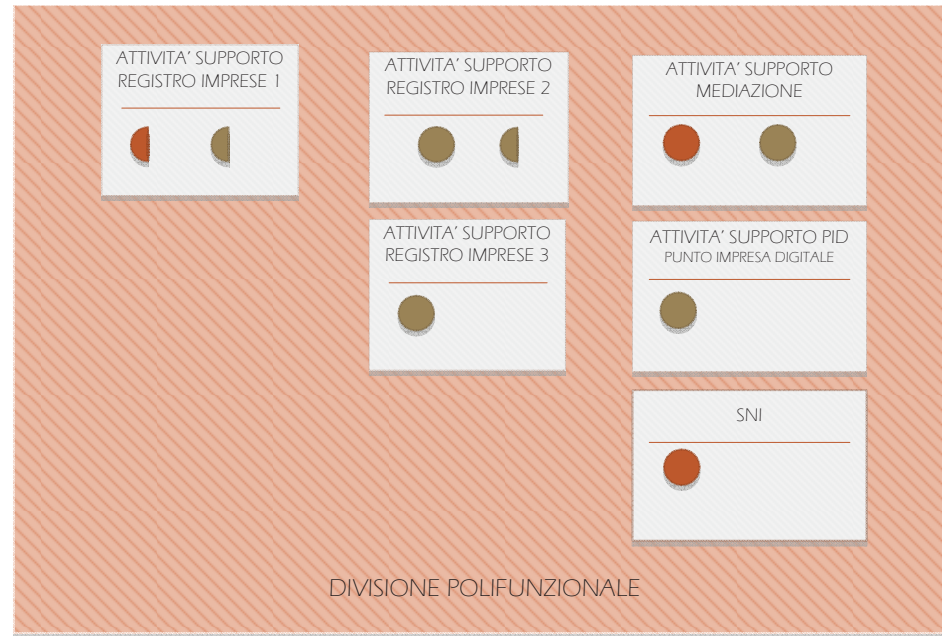 ATTIVITA' SUPPORTO
REGISTRO IMPRESE 1
ATTIVITA' SUPPORTO
REGISTRO IMPRESE 2
ATTIVITA' SUPPORTO
MEDIAZIONE
ATTIVITA' SUPPORTO
REGISTRO IMPRESE 3
ATTIVITA' SUPPORTO PID
PUNTO IMPRESA DIGITALE
SNI
DIVISIONE POLIFUNZIONALE